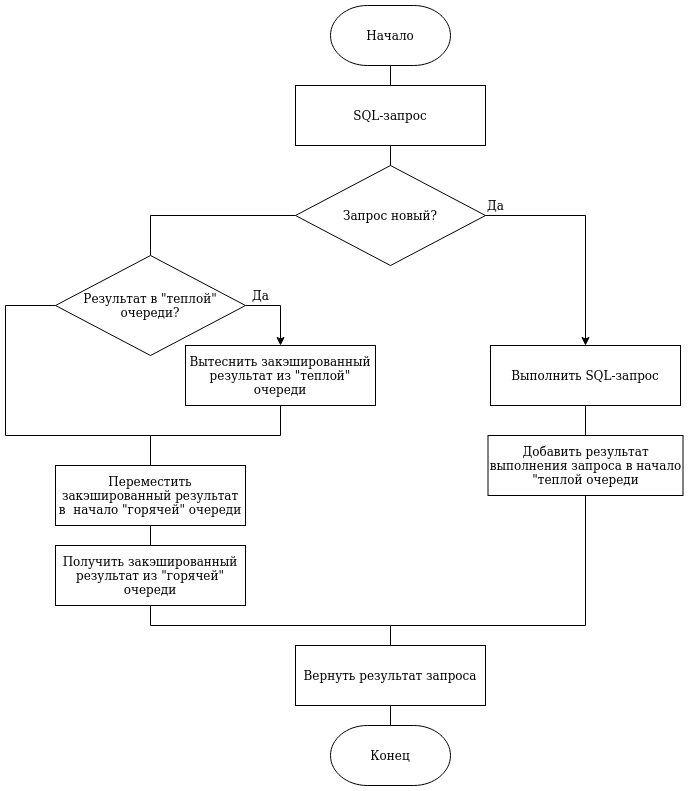 Начало
SQL-запрос
Запрос новый?
Да
Результат в "теплой"
очереди?
Да
Вытеснить закэшированный
результат из "теплой"
очереди
Выполнить SQL-запрос
Добавить результат
выполнения запроса в начало
"теплой очереди
Переместить
закэшированный результат
в начало "горячей" очереди
Получить закэшированный
результат из "горячей"
очереди
Вернуть результат запроса
Конец